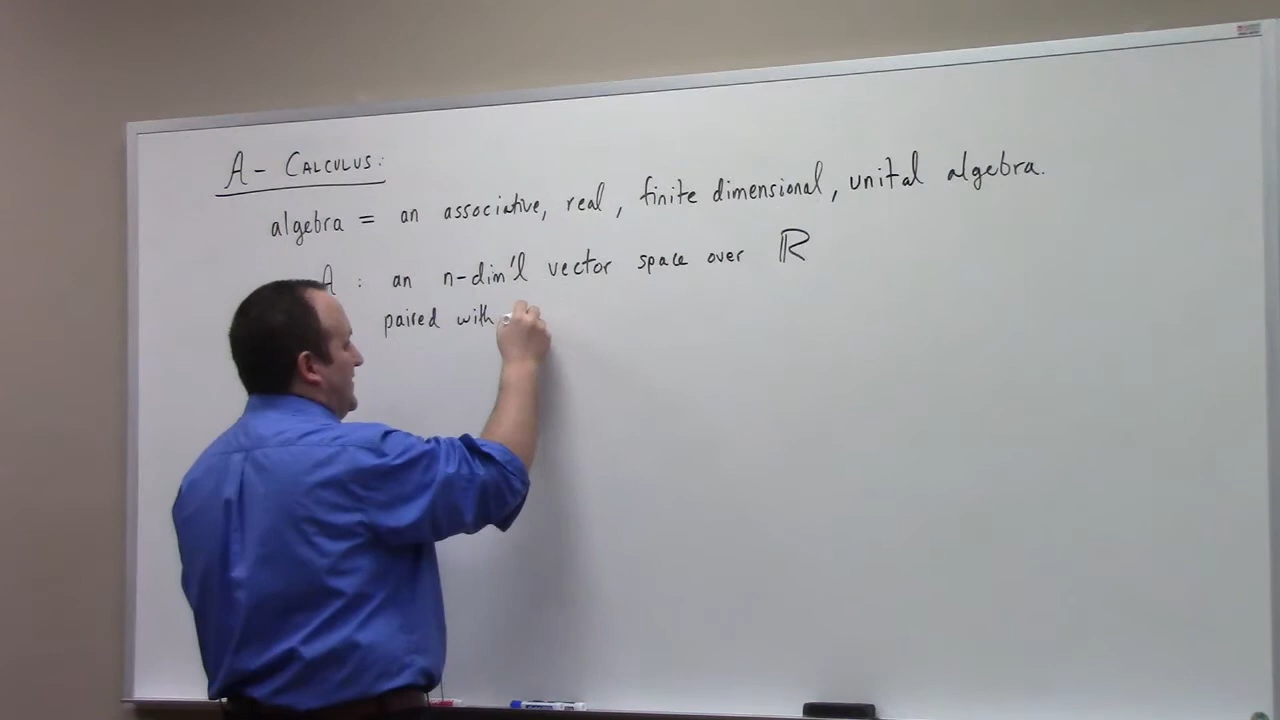 A - CALCULUS:
algebra = an associative, real, finite dimensional, unital algebra.
A : an n-dim'l vector space over ℝ
paired with